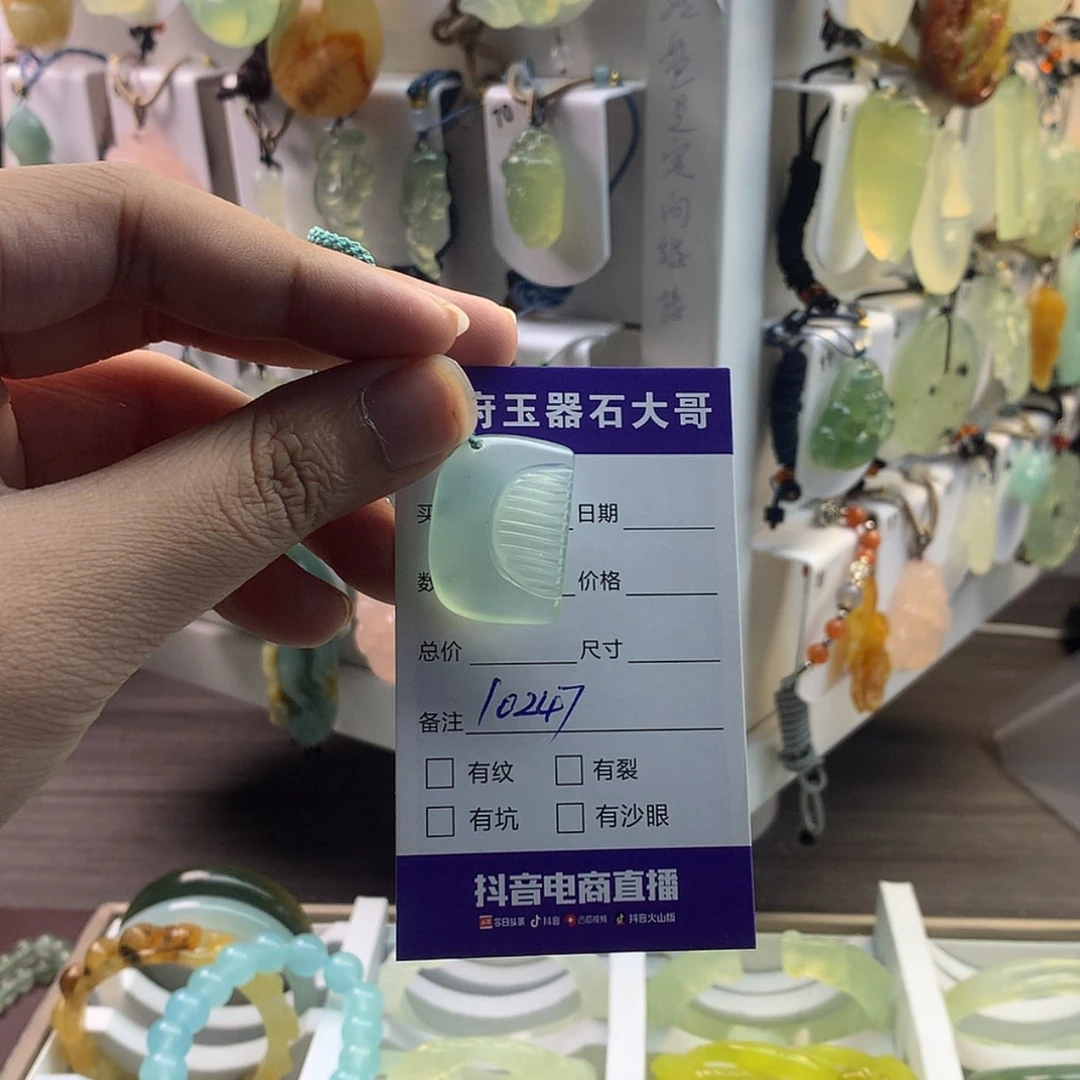 府玉器石大哥
买
日期
数
价格
总价
尺寸
备注 10247
有纹
有裂
有坑
有沙眼
抖音电商直播
今日头条 抖音 西瓜视频 抖音火山版
70